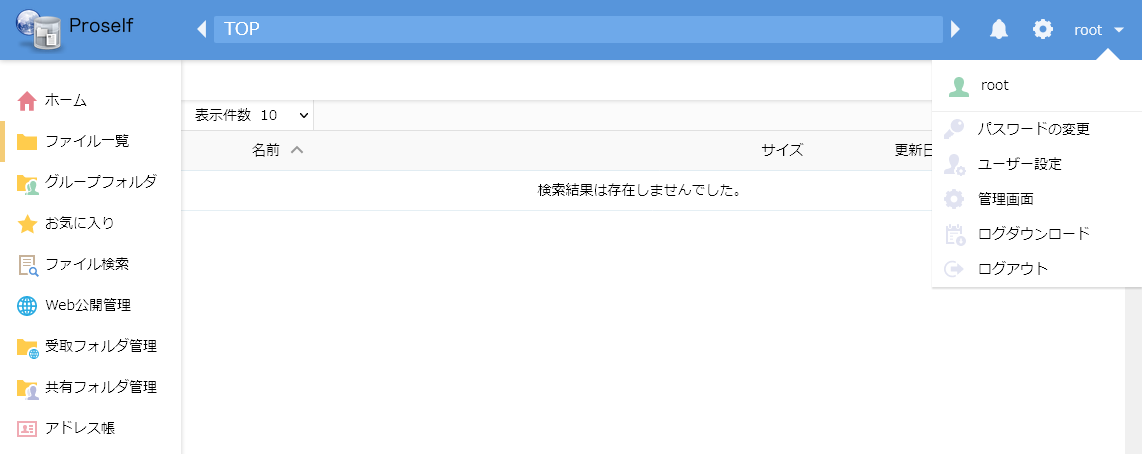 Proself
TOP
root
root
パスワードの変更
ユーザー設定
管理画面
ログダウンロード
ログアウト
ホーム
ファイル一覧
グループフォルダ
お気に入り
ファイル検索
Web公開管理
受取フォルダ管理
共有フォルダ管理
アドレス帳
表示件数 10
名前 サイズ 更新日
検索結果は存在しませんでした。